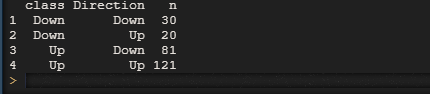 class Direction n
1 Down Down 30
2 Down Up 20
3 Up Down 81
4 Up Up 121
>